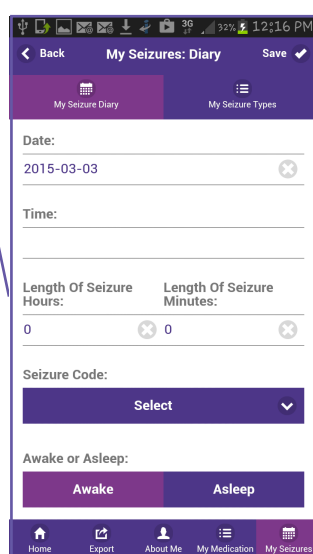 3G 32% 12:16 PM
Back My Seizures: Diary Save
My Seizure Diary My Seizure Types
Date:
2015-03-03
Time:
Length Of Seizure Hours: Length Of Seizure Minutes:
0 0
Seizure Code:
Select
Awake or Asleep:
Awake Asleep
Home Export About Me My Medication My Seizures